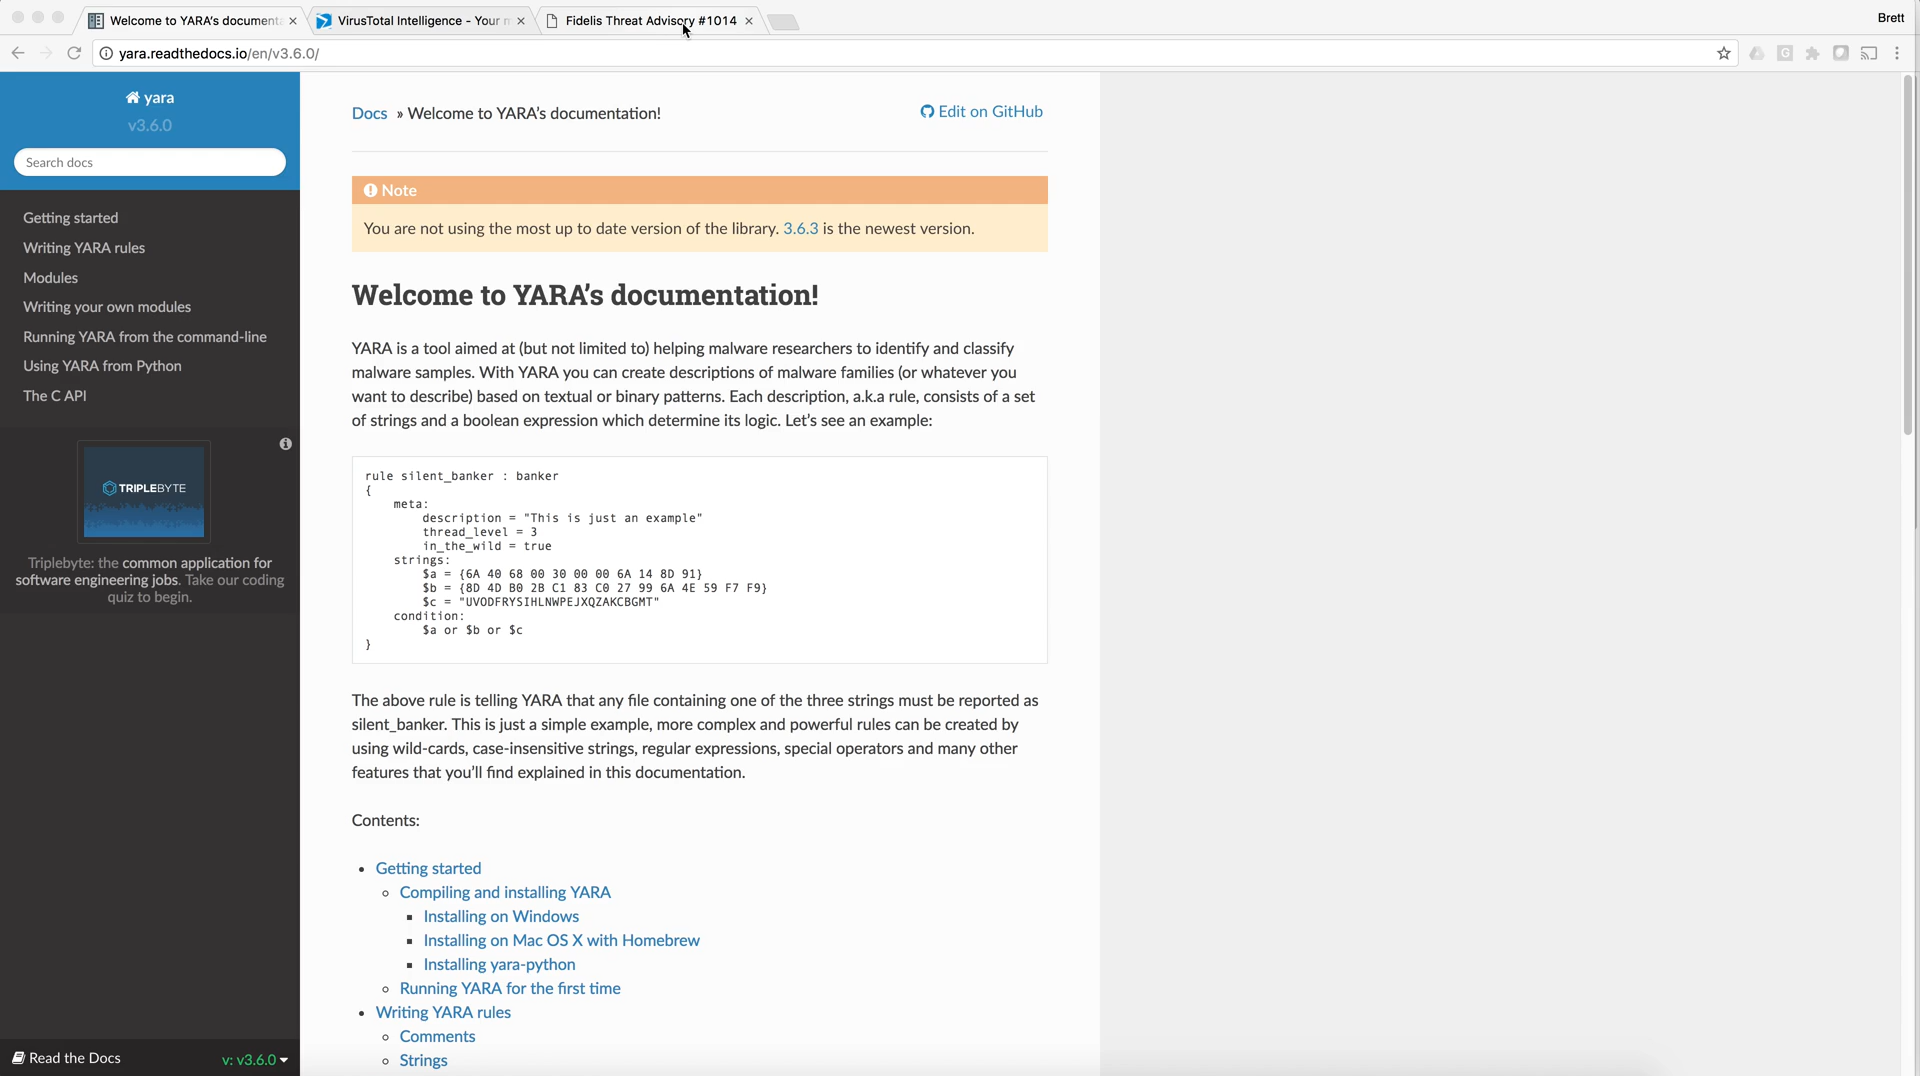 Welcome to YARA's documenta
VirusTotal Intelligence - Your m
Fidelis Threat Advisory #1014
Brett
yara.readthedocs.io/en/v3.6.0/
yara
v3.6.0
Search docs
Getting started
Writing YARA rules
Modules
Writing your own modules
Running YARA from the command-line
Using YARA from Python
The C API
TRIPLEBYTE
Triplebyte: the common application for
software engineering jobs. Take our coding
quiz to begin.
Read the Docs
v: v3.6.0
Docs » Welcome to YARA's documentation!
Edit on GitHub
Note
You are not using the most up to date version of the library. 3.6.3 is the newest version.
Welcome to YARA's documentation!
YARA is a tool aimed at (but not limited to) helping malware researchers to identify and classify
malware samples. With YARA you can create descriptions of malware families (or whatever you
want to describe) based on textual or binary patterns. Each description, a.k.a rule, consists of a set
of strings and a boolean expression which determine its logic. Let's see an example:
rule silent_banker : banker
{
    meta:
        description = "This is just an example"
        thread_level = 3
        in_the_wild = true
    strings:
        $a = {6A 40 68 00 30 00 00 6A 14 8D 91}
        $b = {8D 4D B0 2B C1 83 C0 27 99 6A 4E 59 F7 F9}
        $c = "UVODFRYSIHLNWPEJXQZAKCBGMT"
    condition:
        $a or $b or $c
}
The above rule is telling YARA that any file containing one of the three strings must be reported as
silent_banker. This is just a simple example, more complex and powerful rules can be created by
using wild-cards, case-insensitive strings, regular expressions, special operators and many other
features that you'll find explained in this documentation.
Contents:
Getting started
Compiling and installing YARA
Installing on Windows
Installing on Mac OS X with Homebrew
Installing yara-python
Running YARA for the first time
Writing YARA rules
Comments
Strings